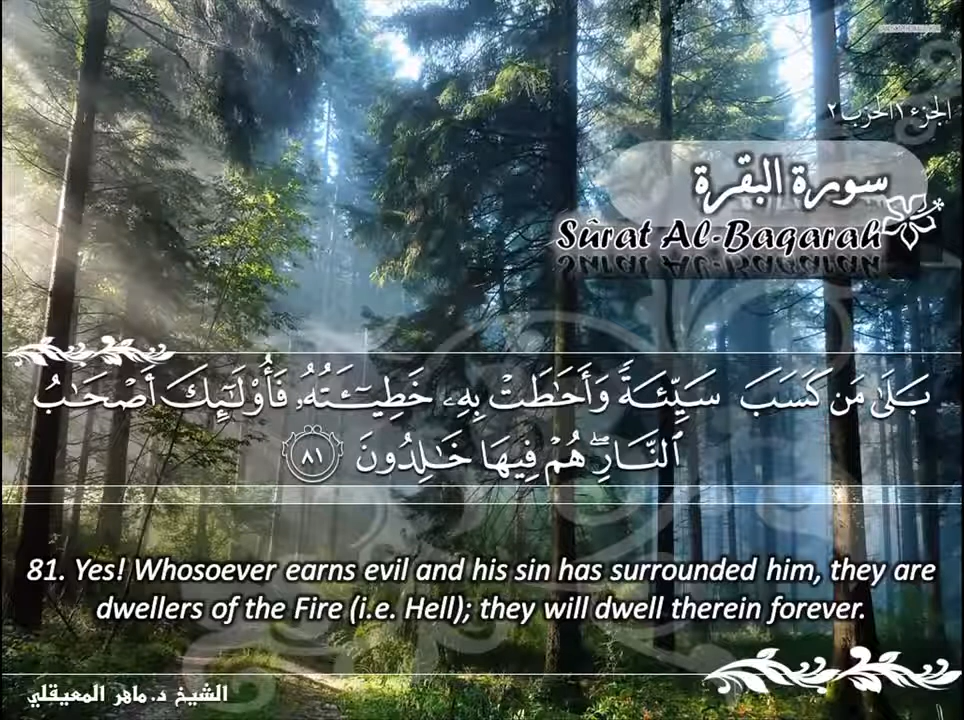 الجزء ١ الحزب ٢
سورة البقرة
Sûrat Al-Baqarah
بَلَىٰ مَن كَسَبَ سَيِّئَةً وَأَحَٰطَتْ بِهِۦ خَطِيٓـَٔتُهُۥ فَأُو۟لَٰٓئِكَ أَصْحَٰبُ
ٱلنَّارِ ۖ هُمْ فِيهَا خَٰلِدُونَ ٨١
81. Yes! Whosoever earns evil and his sin has surrounded him, they are
dwellers of the Fire (i.e. Hell); they will dwell therein forever.
الشيخ د. ماهر المعيقلي